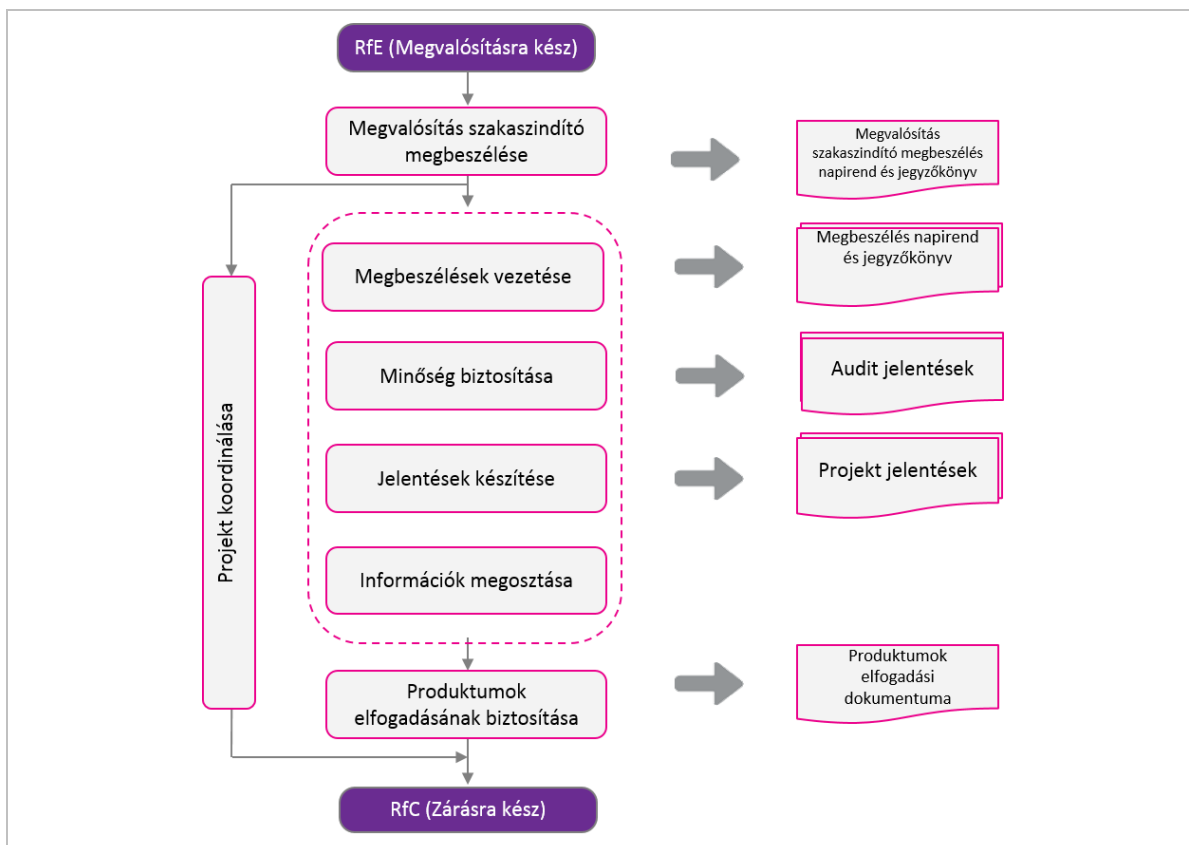 RfE (Megvalósításra kész)
Megvalósítás szakaszindító
megbeszélése
Megvalósítás
szakaszindító megbeszélés
napirend és jegyzőkönyv
Megbeszélések vezetése
Megbeszélés napirend
és jegyzőkönyv
Minőség biztosítása
Audit jelentések
Jelentések készítése
Projekt jelentések
Információk megosztása
Projekt koordinálása
Produktumok
elfogadásának biztosítása
Produktumok
elfogadási
dokumentuma
RfC (Zárásra kész)